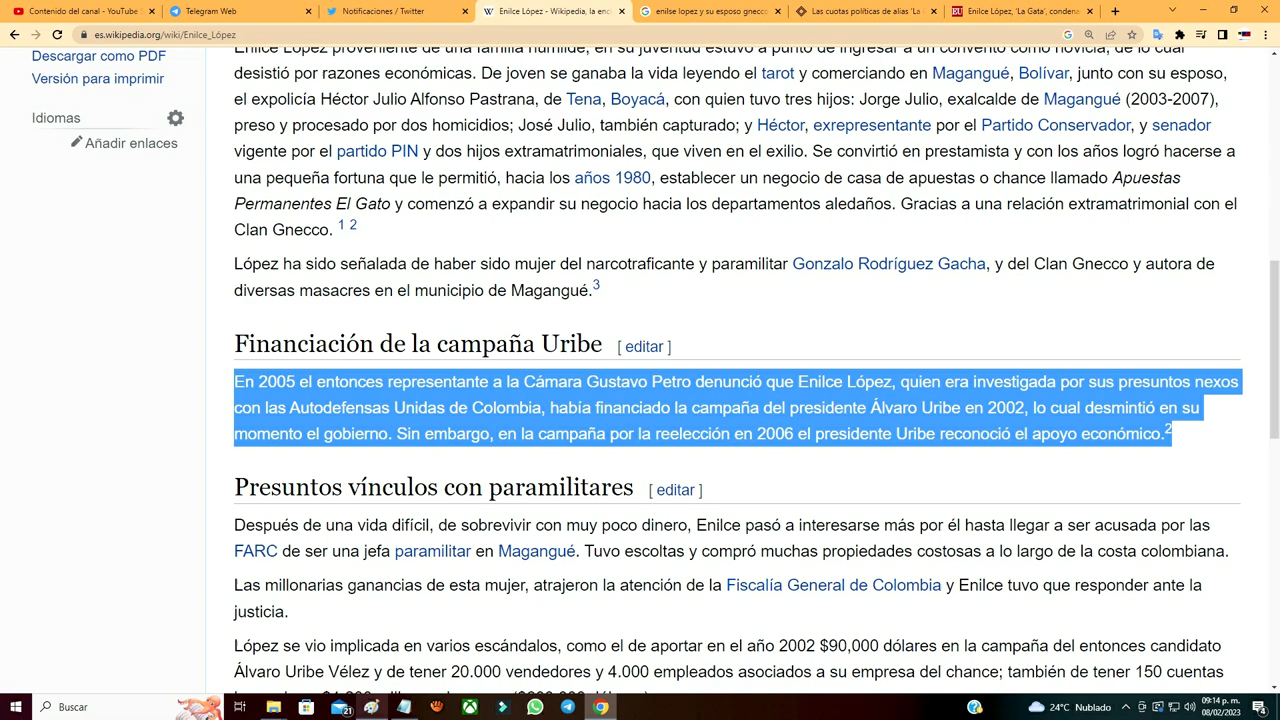 Contenido del canal - YouTube S
Telegram Web
Notificaciones / Twitter
Enilce López - Wikipedia, la enc
enilse lopez y su esposo gnecc
Las cuotas políticas de alias 'La
Enilce López, 'La Gata', condena
es.wikipedia.org/wiki/Enilce_López
Descargar como PDF
Versión para imprimir
Idiomas
Añadir enlaces
Enilce López proveniente de una familia humilde, en su juventud estuvo a punto de ingresar a un convento como novicia, de lo cual
desistió por razones económicas. De joven se ganaba la vida leyendo el tarot y comerciando en Magangué, Bolívar, junto con su esposo,
el expolicía Héctor Julio Alfonso Pastrana, de Tena, Boyacá, con quien tuvo tres hijos: Jorge Julio, exalcalde de Magangué (2003-2007),
preso y procesado por dos homicidios; José Julio, también capturado; y Héctor, exrepresentante por el Partido Conservador, y senador
vigente por el partido PIN y dos hijos extramatrimoniales, que viven en el exilio. Se convirtió en prestamista y con los años logró hacerse a
una pequeña fortuna que le permitió, hacia los años 1980, establecer un negocio de casa de apuestas o chance llamado Apuestas
Permanentes El Gato y comenzó a expandir su negocio hacia los departamentos aledaños. Gracias a una relación extramatrimonial con el
Clan Gnecco. 1 2
López ha sido señalada de haber sido mujer del narcotraficante y paramilitar Gonzalo Rodríguez Gacha, y del Clan Gnecco y autora de
diversas masacres en el municipio de Magangué.3
Financiación de la campaña Uribe [ editar ]
En 2005 el entonces representante a la Cámara Gustavo Petro denunció que Enilce López, quien era investigada por sus presuntos nexos
con las Autodefensas Unidas de Colombia, había financiado la campaña del presidente Álvaro Uribe en 2002, lo cual desmintió en su
momento el gobierno. Sin embargo, en la campaña por la reelección en 2006 el presidente Uribe reconoció el apoyo económico.2
Presuntos vínculos con paramilitares [ editar ]
Después de una vida difícil, de sobrevivir con muy poco dinero, Enilce pasó a interesarse más por él hasta llegar a ser acusada por las
FARC de ser una jefa paramilitar en Magangué. Tuvo escoltas y compró muchas propiedades costosas a lo largo de la costa colombiana.
Las millonarias ganancias de esta mujer, atrajeron la atención de la Fiscalía General de Colombia y Enilce tuvo que responder ante la
justicia.
López se vio implicada en varios escándalos, como el de aportar en el año 2002 $90,000 dólares en la campaña del entonces candidato
Álvaro Uribe Vélez y de tener 20.000 vendedores y 4.000 empleados asociados a su empresa del chance; también de tener 150 cuentas
Buscar
21
24°C Nublado
09:14 p. m.
08/02/2023
4